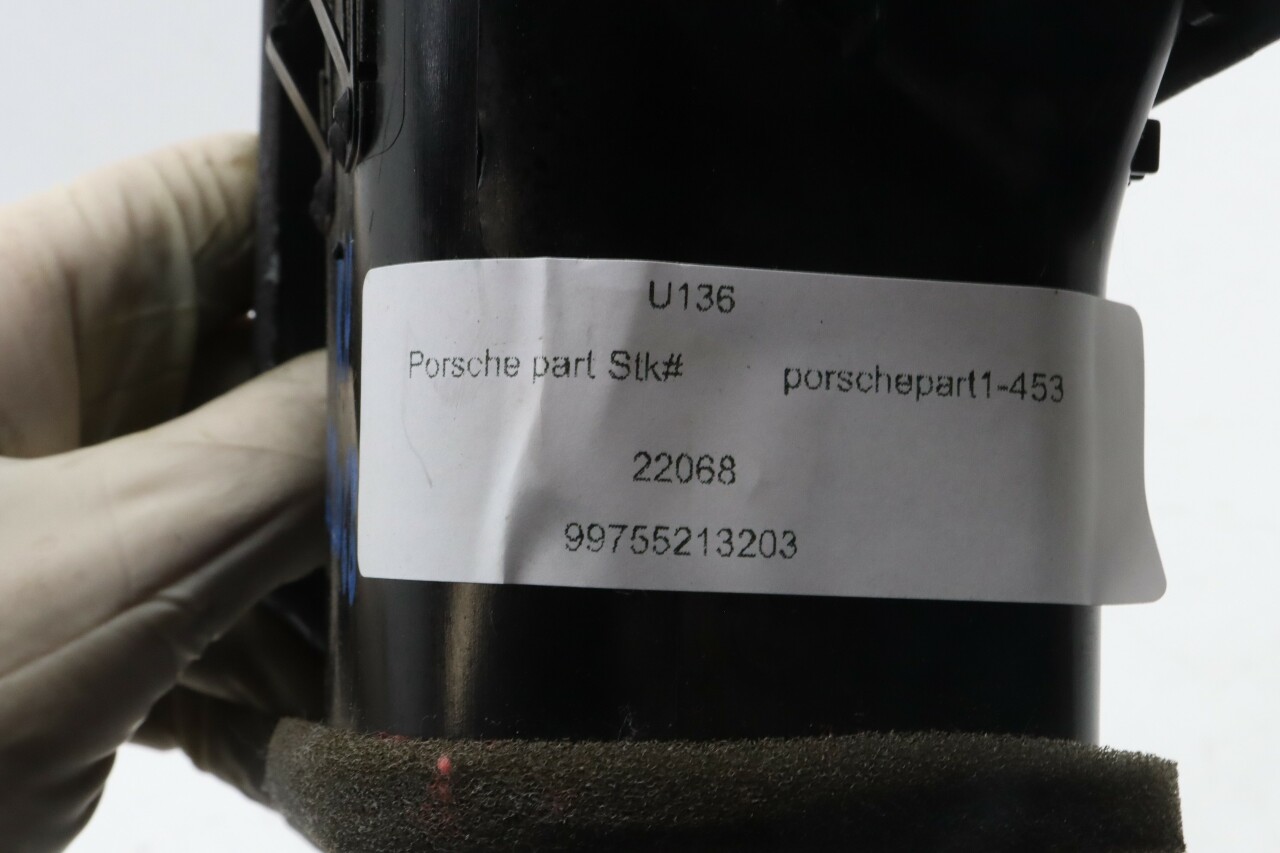 U136
Porsche part Stk# porschepart1-453
22068
99755213203